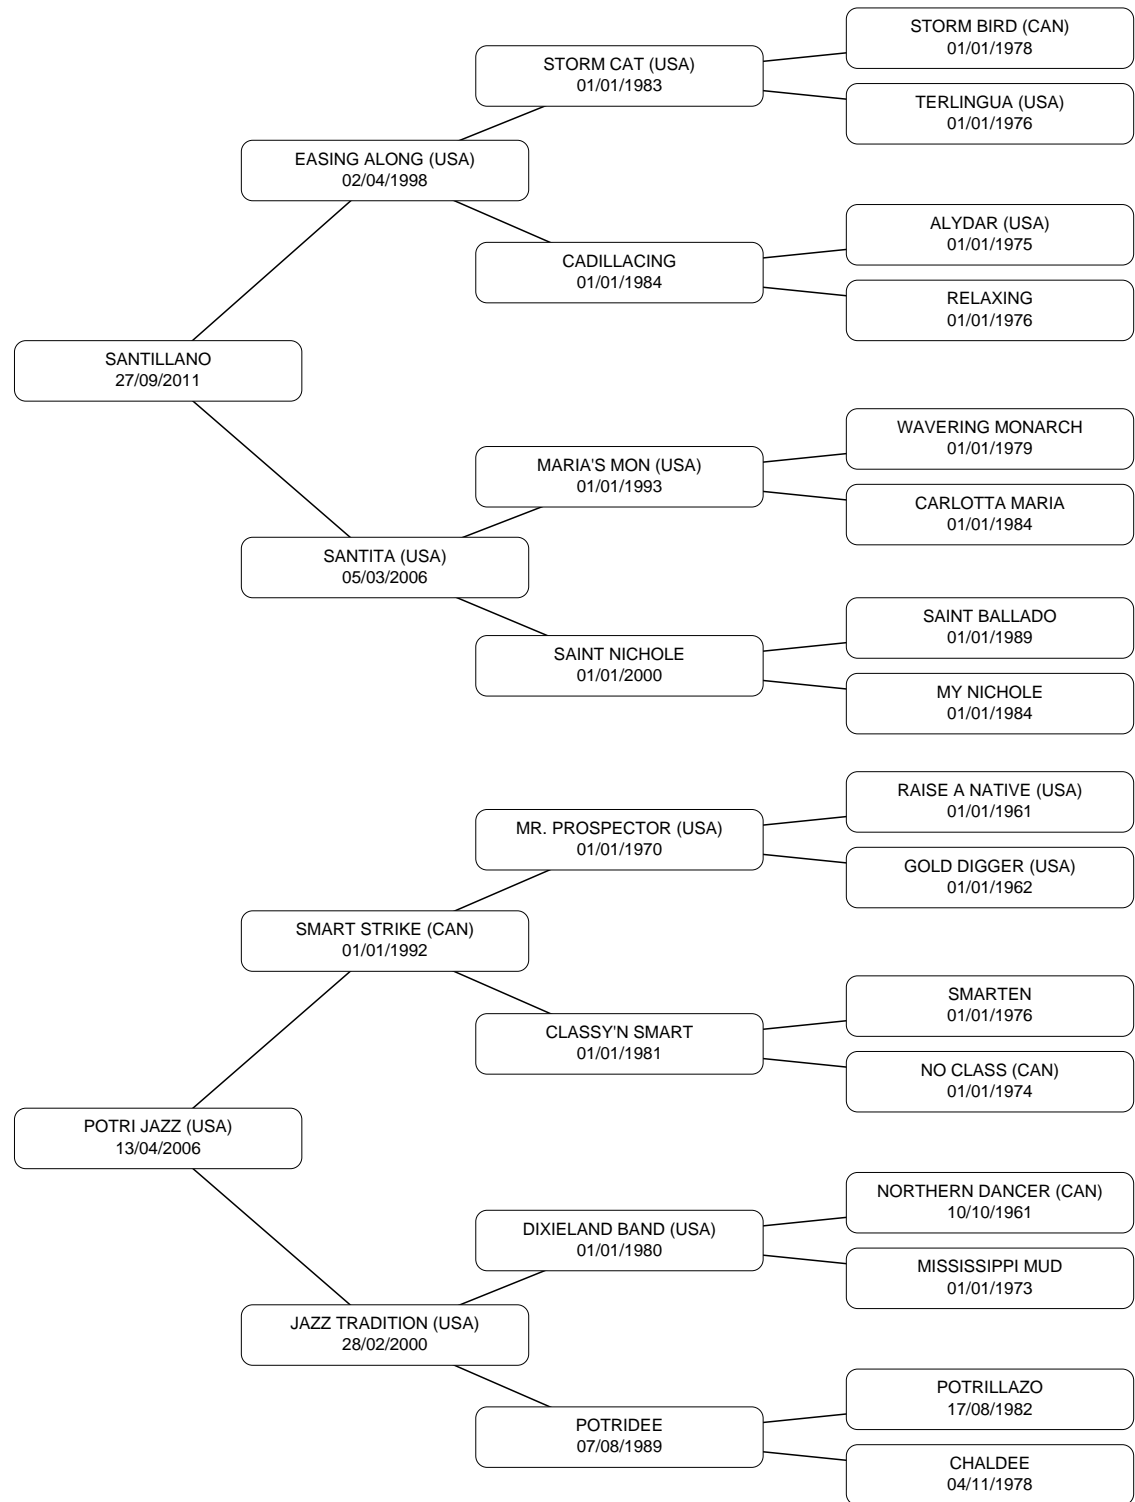 STORM BIRD (CAN)
01/01/1978
STORM CAT (USA)
01/01/1983
TERLINGUA (USA)
01/01/1976
EASING ALONG (USA)
02/04/1998
ALYDAR (USA)
01/01/1975
CADILLACING
01/01/1984
RELAXING
01/01/1976
SANTILLANO
27/09/2011
WAVERING MONARCH
01/01/1979
MARIA'S MON (USA)
01/01/1993
CARLOTTA MARIA
01/01/1984
SANTITA (USA)
05/03/2006
SAINT BALLADO
01/01/1989
SAINT NICHOLE
01/01/2000
MY NICHOLE
01/01/1984
RAISE A NATIVE (USA)
01/01/1961
MR. PROSPECTOR (USA)
01/01/1970
GOLD DIGGER (USA)
01/01/1962
SMART STRIKE (CAN)
01/01/1992
SMARTEN
01/01/1976
CLASSY'N SMART
01/01/1981
NO CLASS (CAN)
01/01/1974
POTRI JAZZ (USA)
13/04/2006
NORTHERN DANCER (CAN)
10/10/1961
DIXIELAND BAND (USA)
01/01/1980
MISSISSIPPI MUD
01/01/1973
JAZZ TRADITION (USA)
28/02/2000
POTRILLAZO
17/08/1982
POTRIDEE
07/08/1989
CHALDEE
04/11/1978